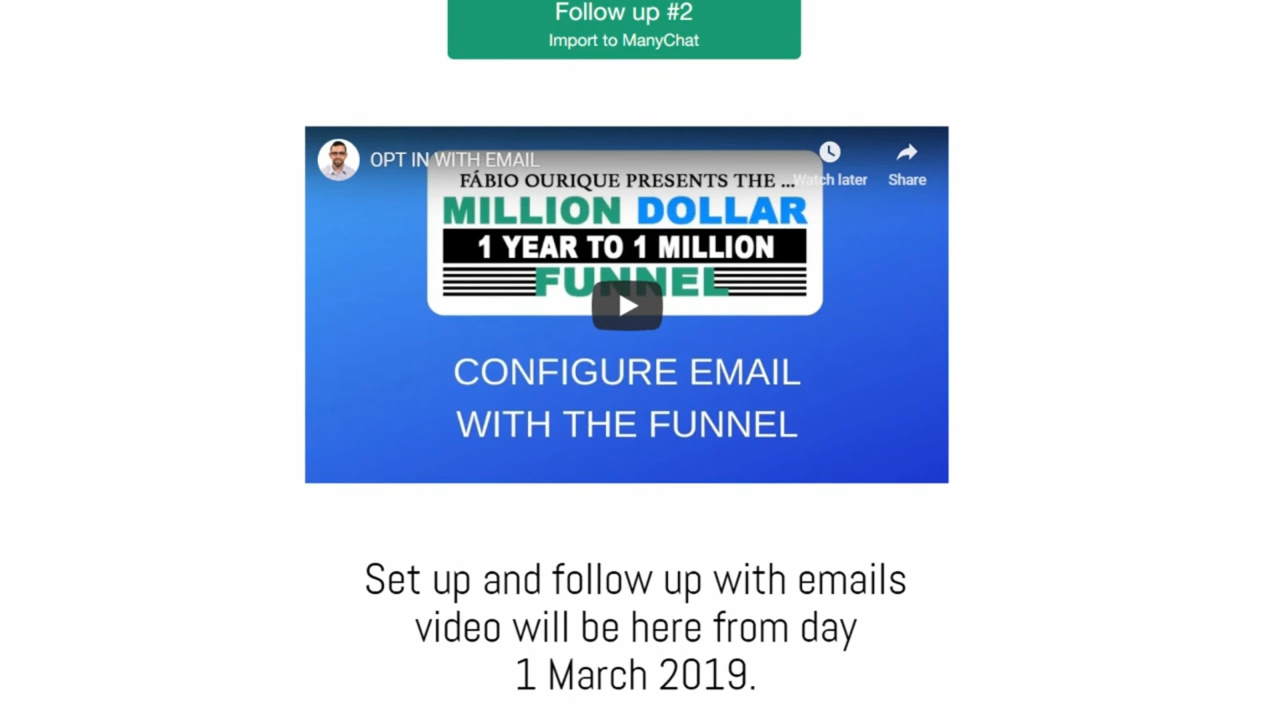 Follow up #2
Import to ManyChat
OPT IN WITH EMAIL
Watch later
Share
FÁBIO OURIQUE PRESENTS THE ...
MILLION DOLLAR
1 YEAR TO 1 MILLION
FUNNEL
CONFIGURE EMAIL
WITH THE FUNNEL
Set up and follow up with emails
video will be here from day
1 March 2019.